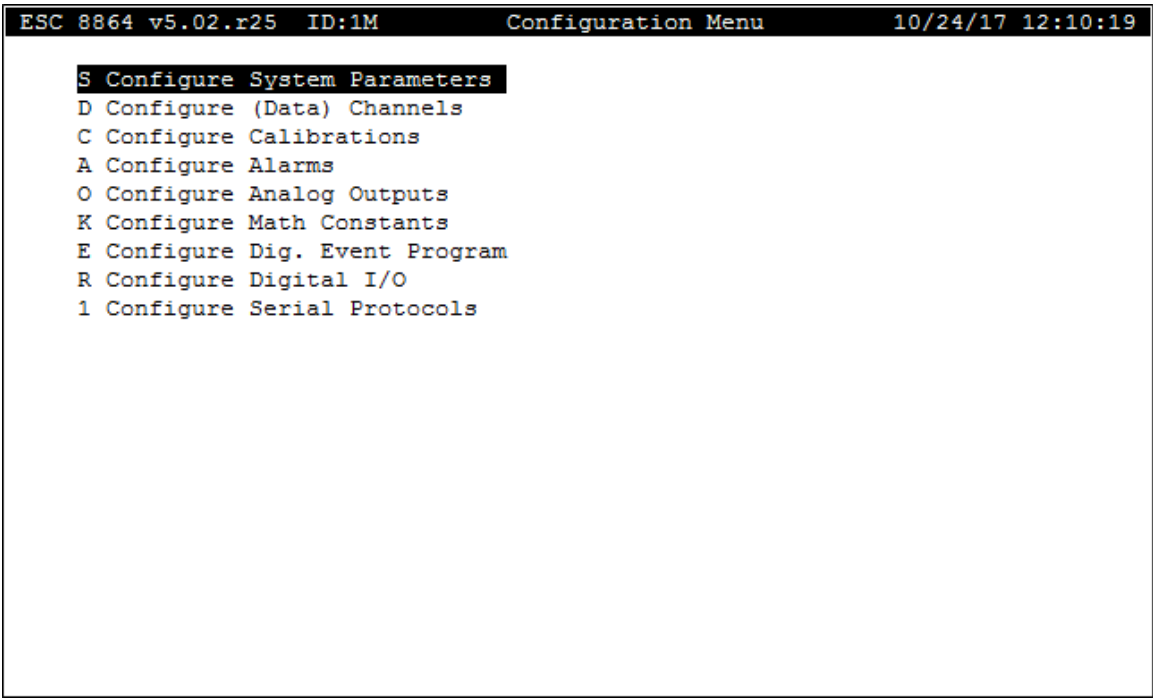 ESC 8864 v5.02.r25 ID:1M Configuration Menu 10/24/17 12:10:19
S Configure System Parameters
D Configure (Data) Channels
C Configure Calibrations
A Configure Alarms
O Configure Analog Outputs
K Configure Math Constants
E Configure Dig. Event Program
R Configure Digital I/O
1 Configure Serial Protocols